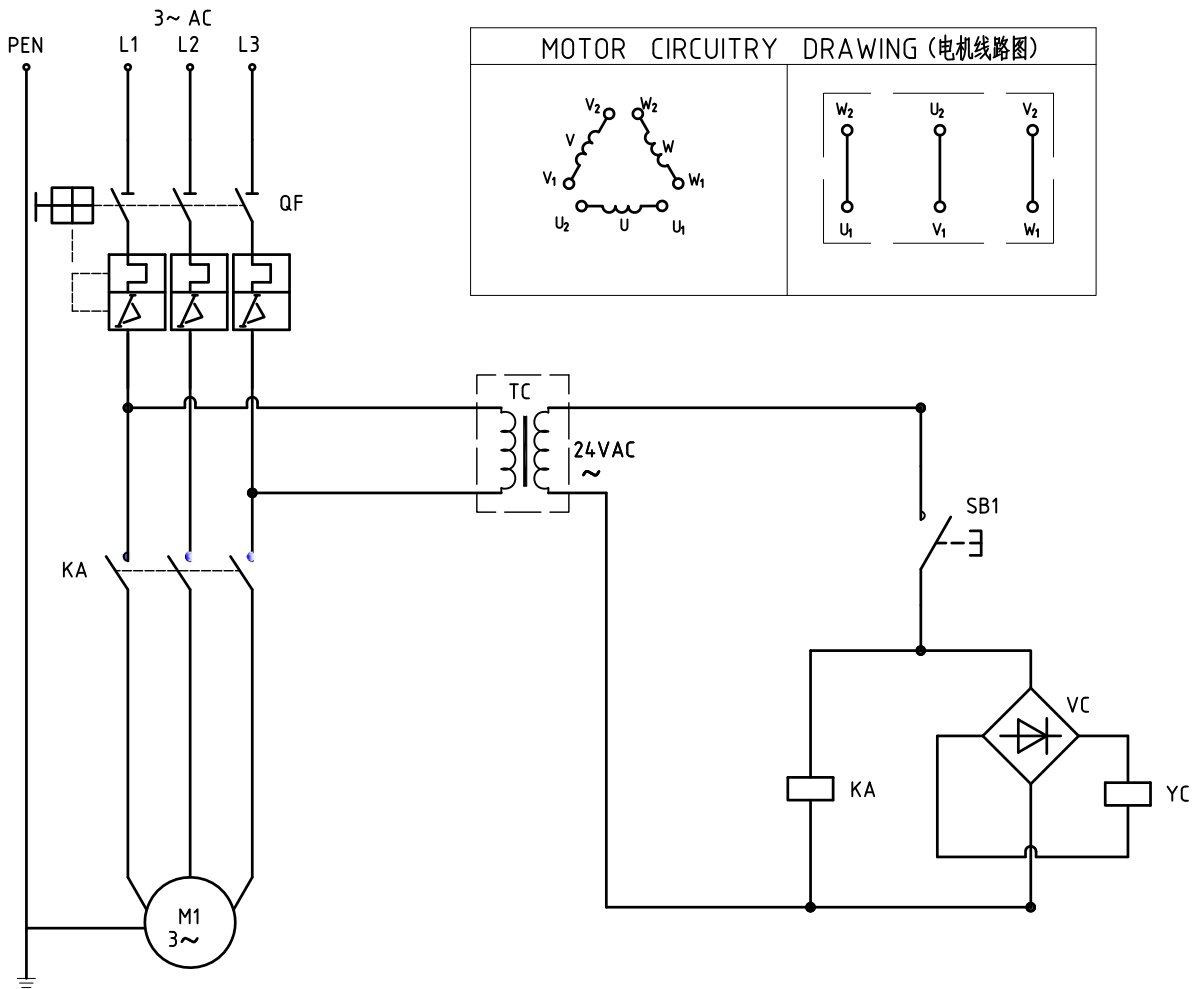 3~ AC
PEN L1 L2 L3
MOTOR CIRCUITRY DRAWING (电机线路图)
V2 W2
V W
V1 W1
U2 U U1
W2 U2 V2
U1 V1 W1
QF
TC
24VAC
~
SB1
KA
VC
KA
YC
M1
3~